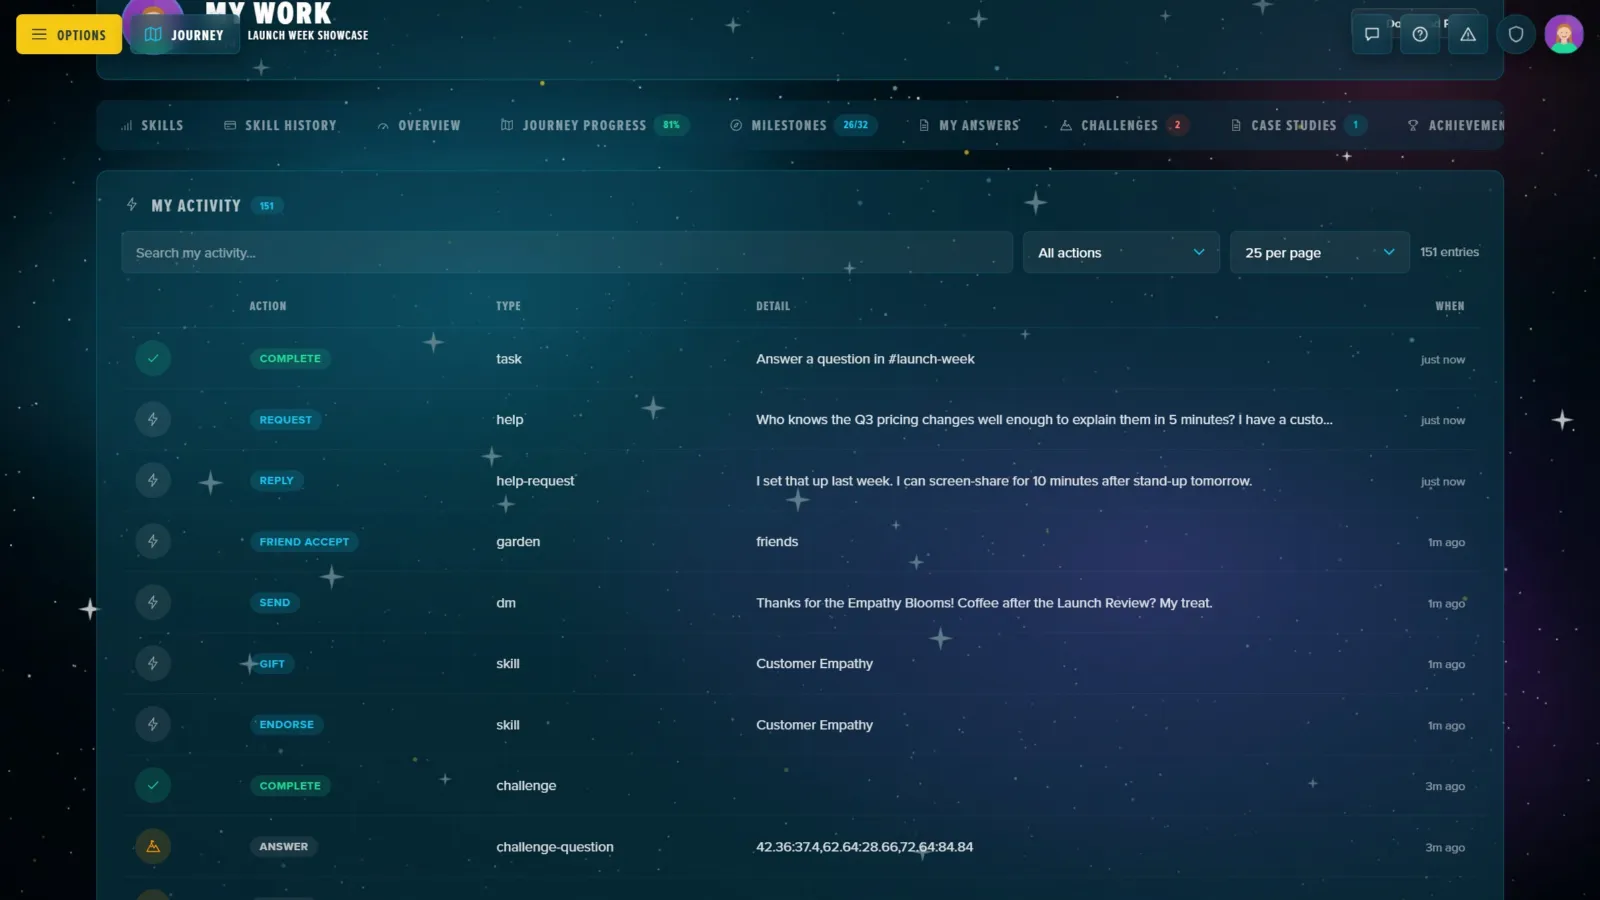 MY WORK
OPTIONS
JOURNEY
LAUNCH WEEK SHOWCASE
SKILLS
SKILL HISTORY
OVERVIEW
JOURNEY PROGRESS 81%
MILESTONES 26/32
MY ANSWERS
CHALLENGES 2
CASE STUDIES 1
ACHIEVEMEN
MY ACTIVITY 151
Search my activity...
All actions
25 per page
151 entries
ACTION TYPE DETAIL WHEN
COMPLETE task Answer a question in #launch-week just now
REQUEST help Who knows the Q3 pricing changes well enough to explain them in 5 minutes? I have a custo... just now
REPLY help-request I set that up last week. I can screen-share for 10 minutes after stand-up tomorrow. just now
FRIEND ACCEPT garden friends 1m ago
SEND dm Thanks for the Empathy Blooms! Coffee after the Launch Review? My treat. 1m ago
GIFT skill Customer Empathy 1m ago
ENDORSE skill Customer Empathy 1m ago
COMPLETE challenge 3m ago
ANSWER challenge-question 42.36:37.4,62.64:28.66,72.64:84.84 3m ago